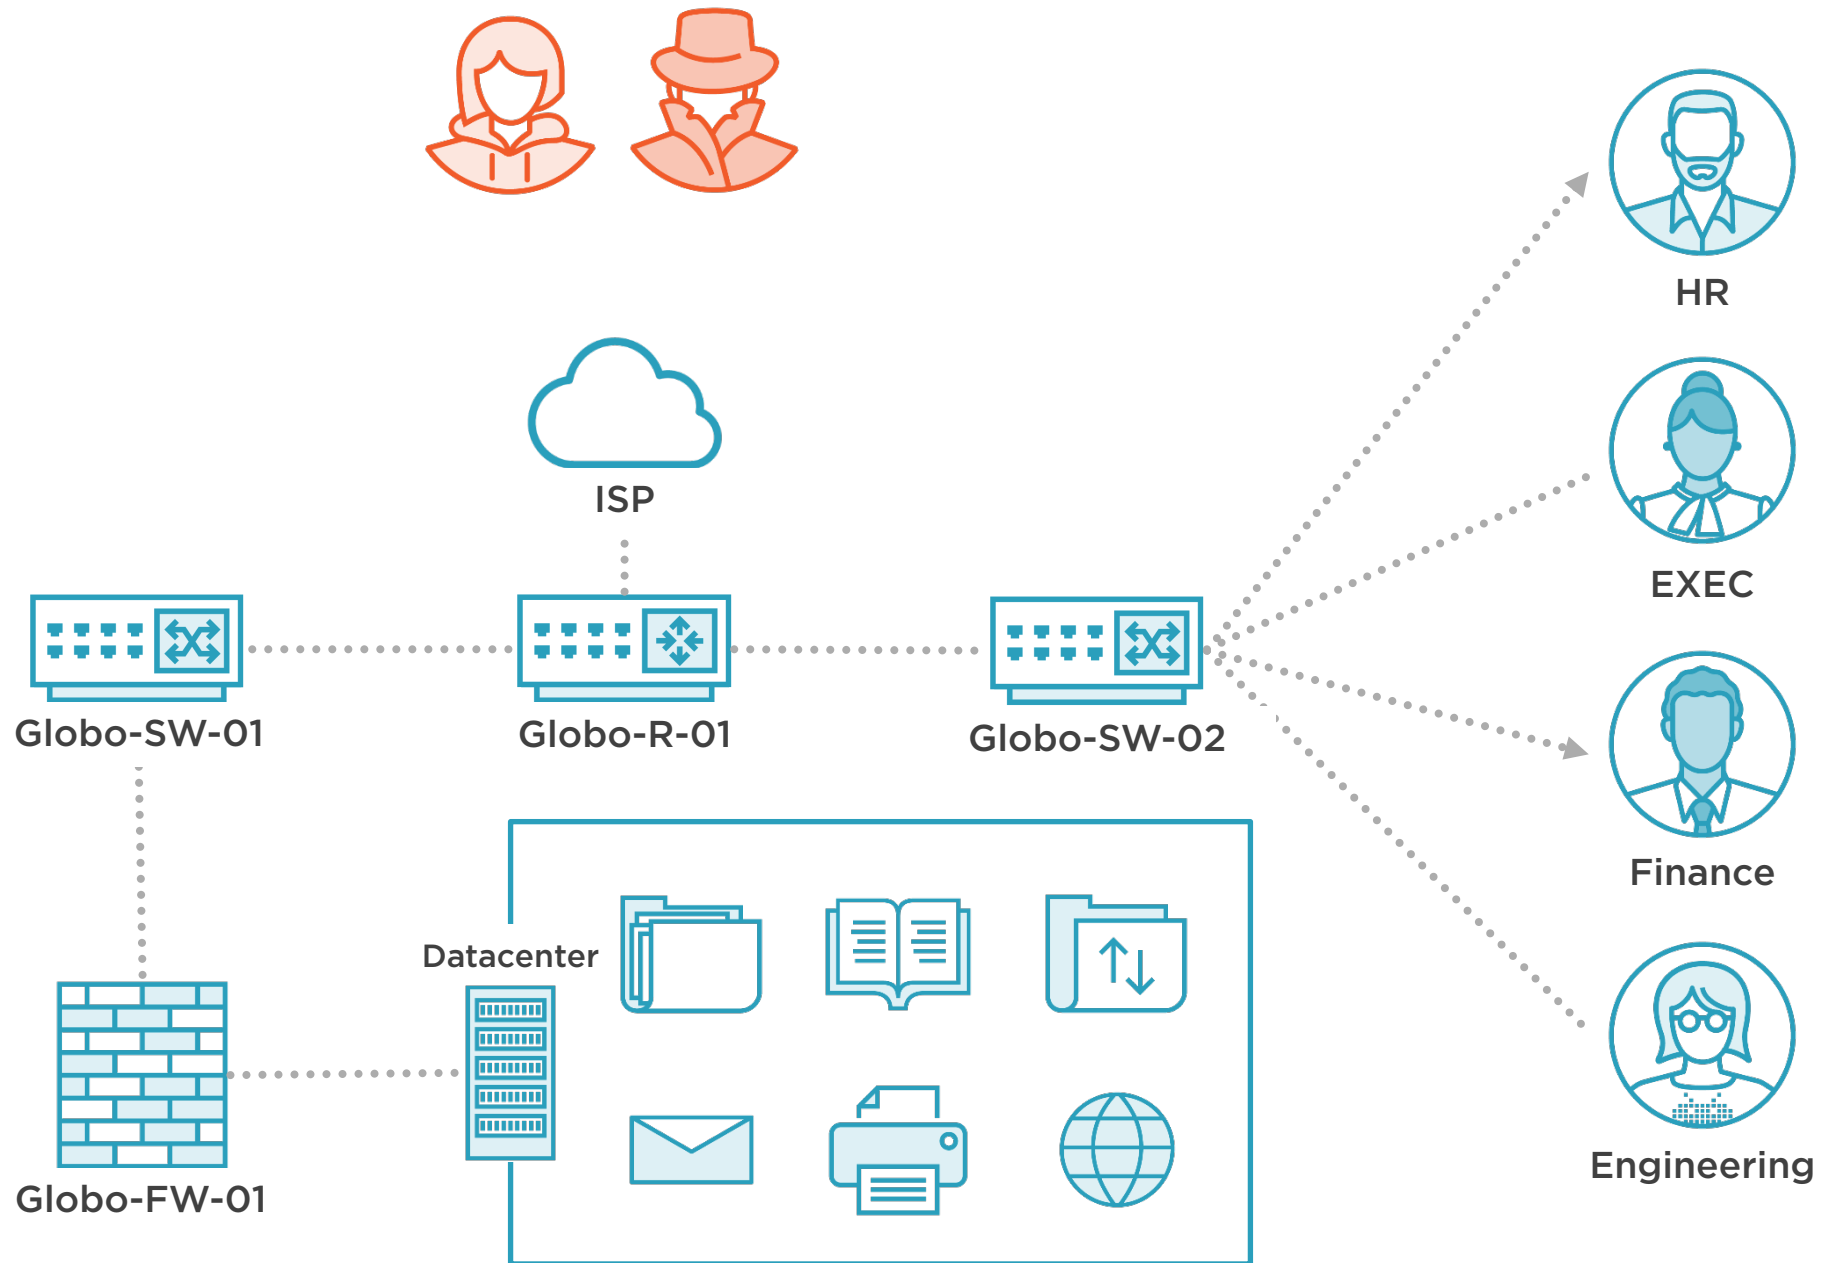 HR
ISP
EXEC
Globo-SW-01
Globo-R-01
Globo-SW-02
Finance
Datacenter
Engineering
Globo-FW-01